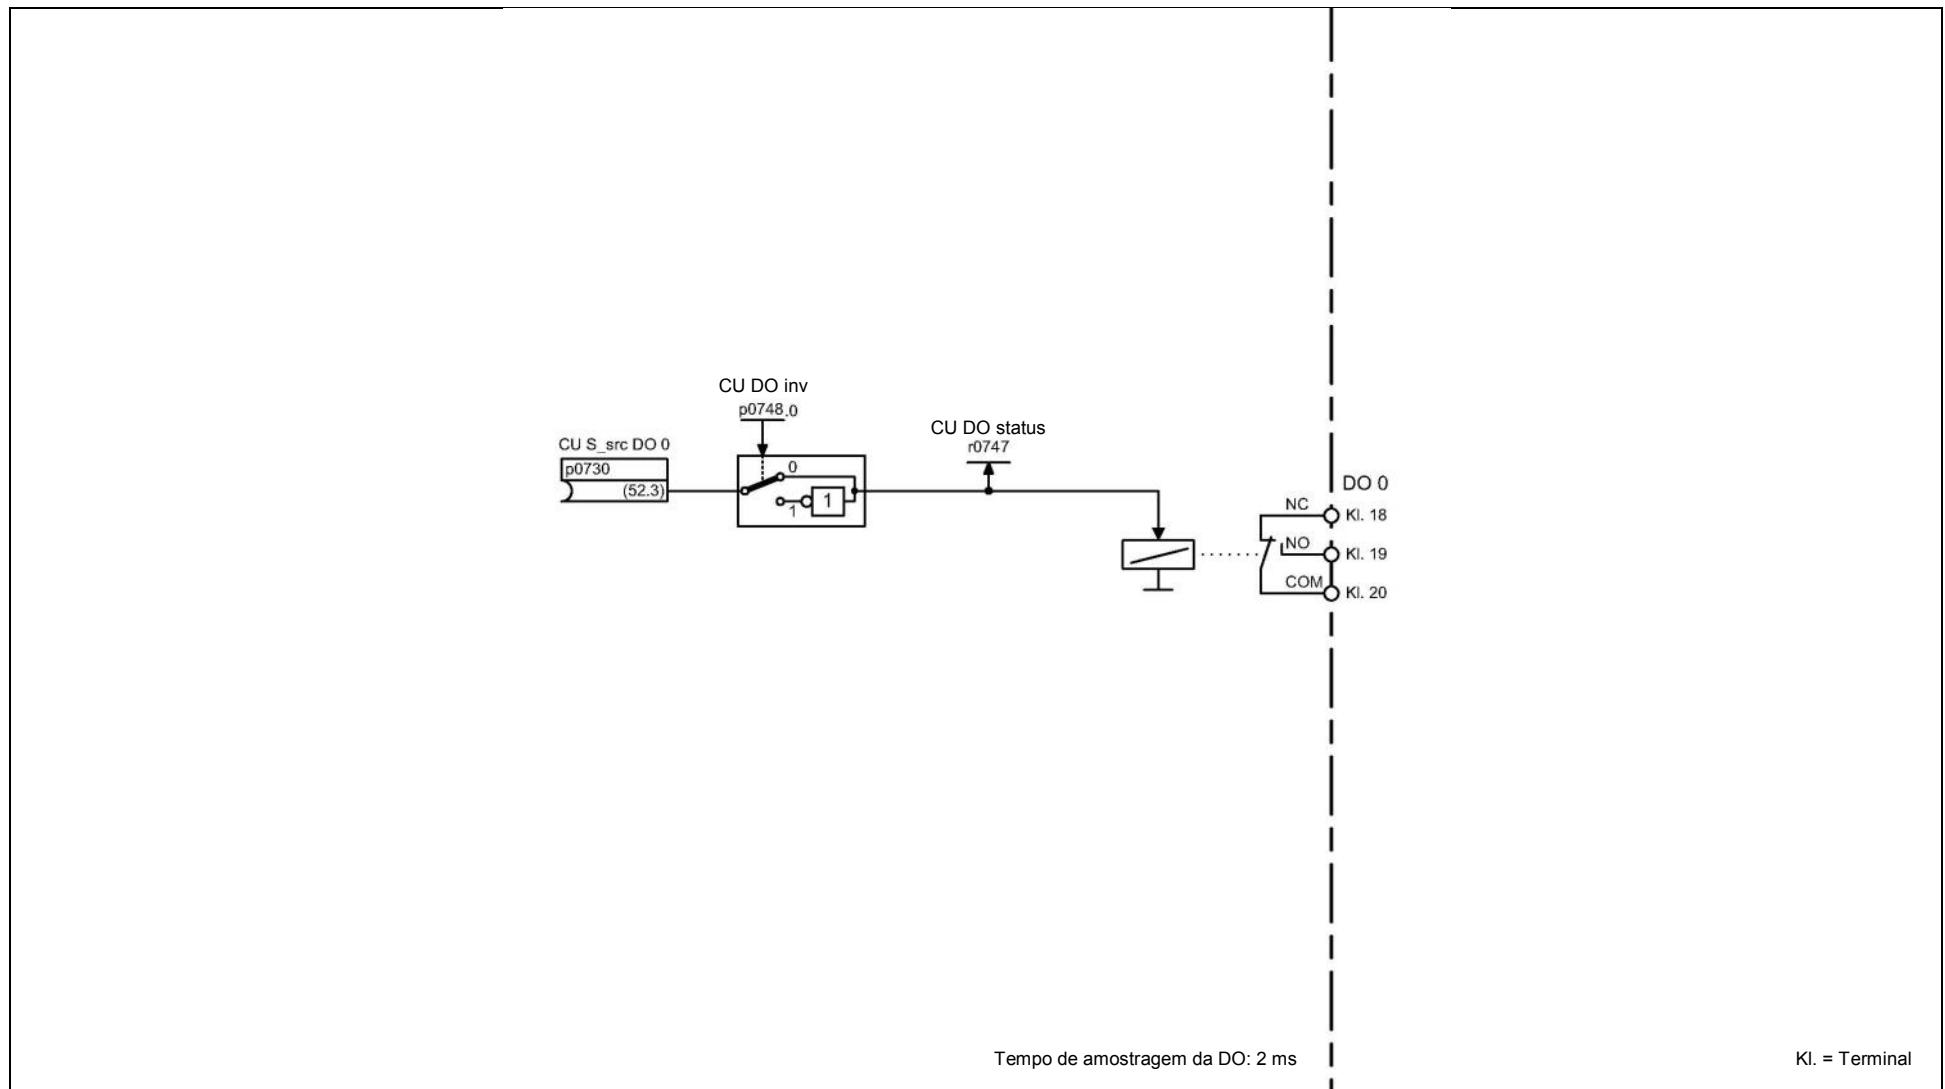 CU DO inv
p0748.0
CU S_src DO 0
p0730
(52.3)
0
1
1
CU DO status
r0747
DO 0
NC
Kl. 18
NO
Kl. 19
COM
Kl. 20
Tempo de amostragem da DO: 2 ms
Kl. = Terminal